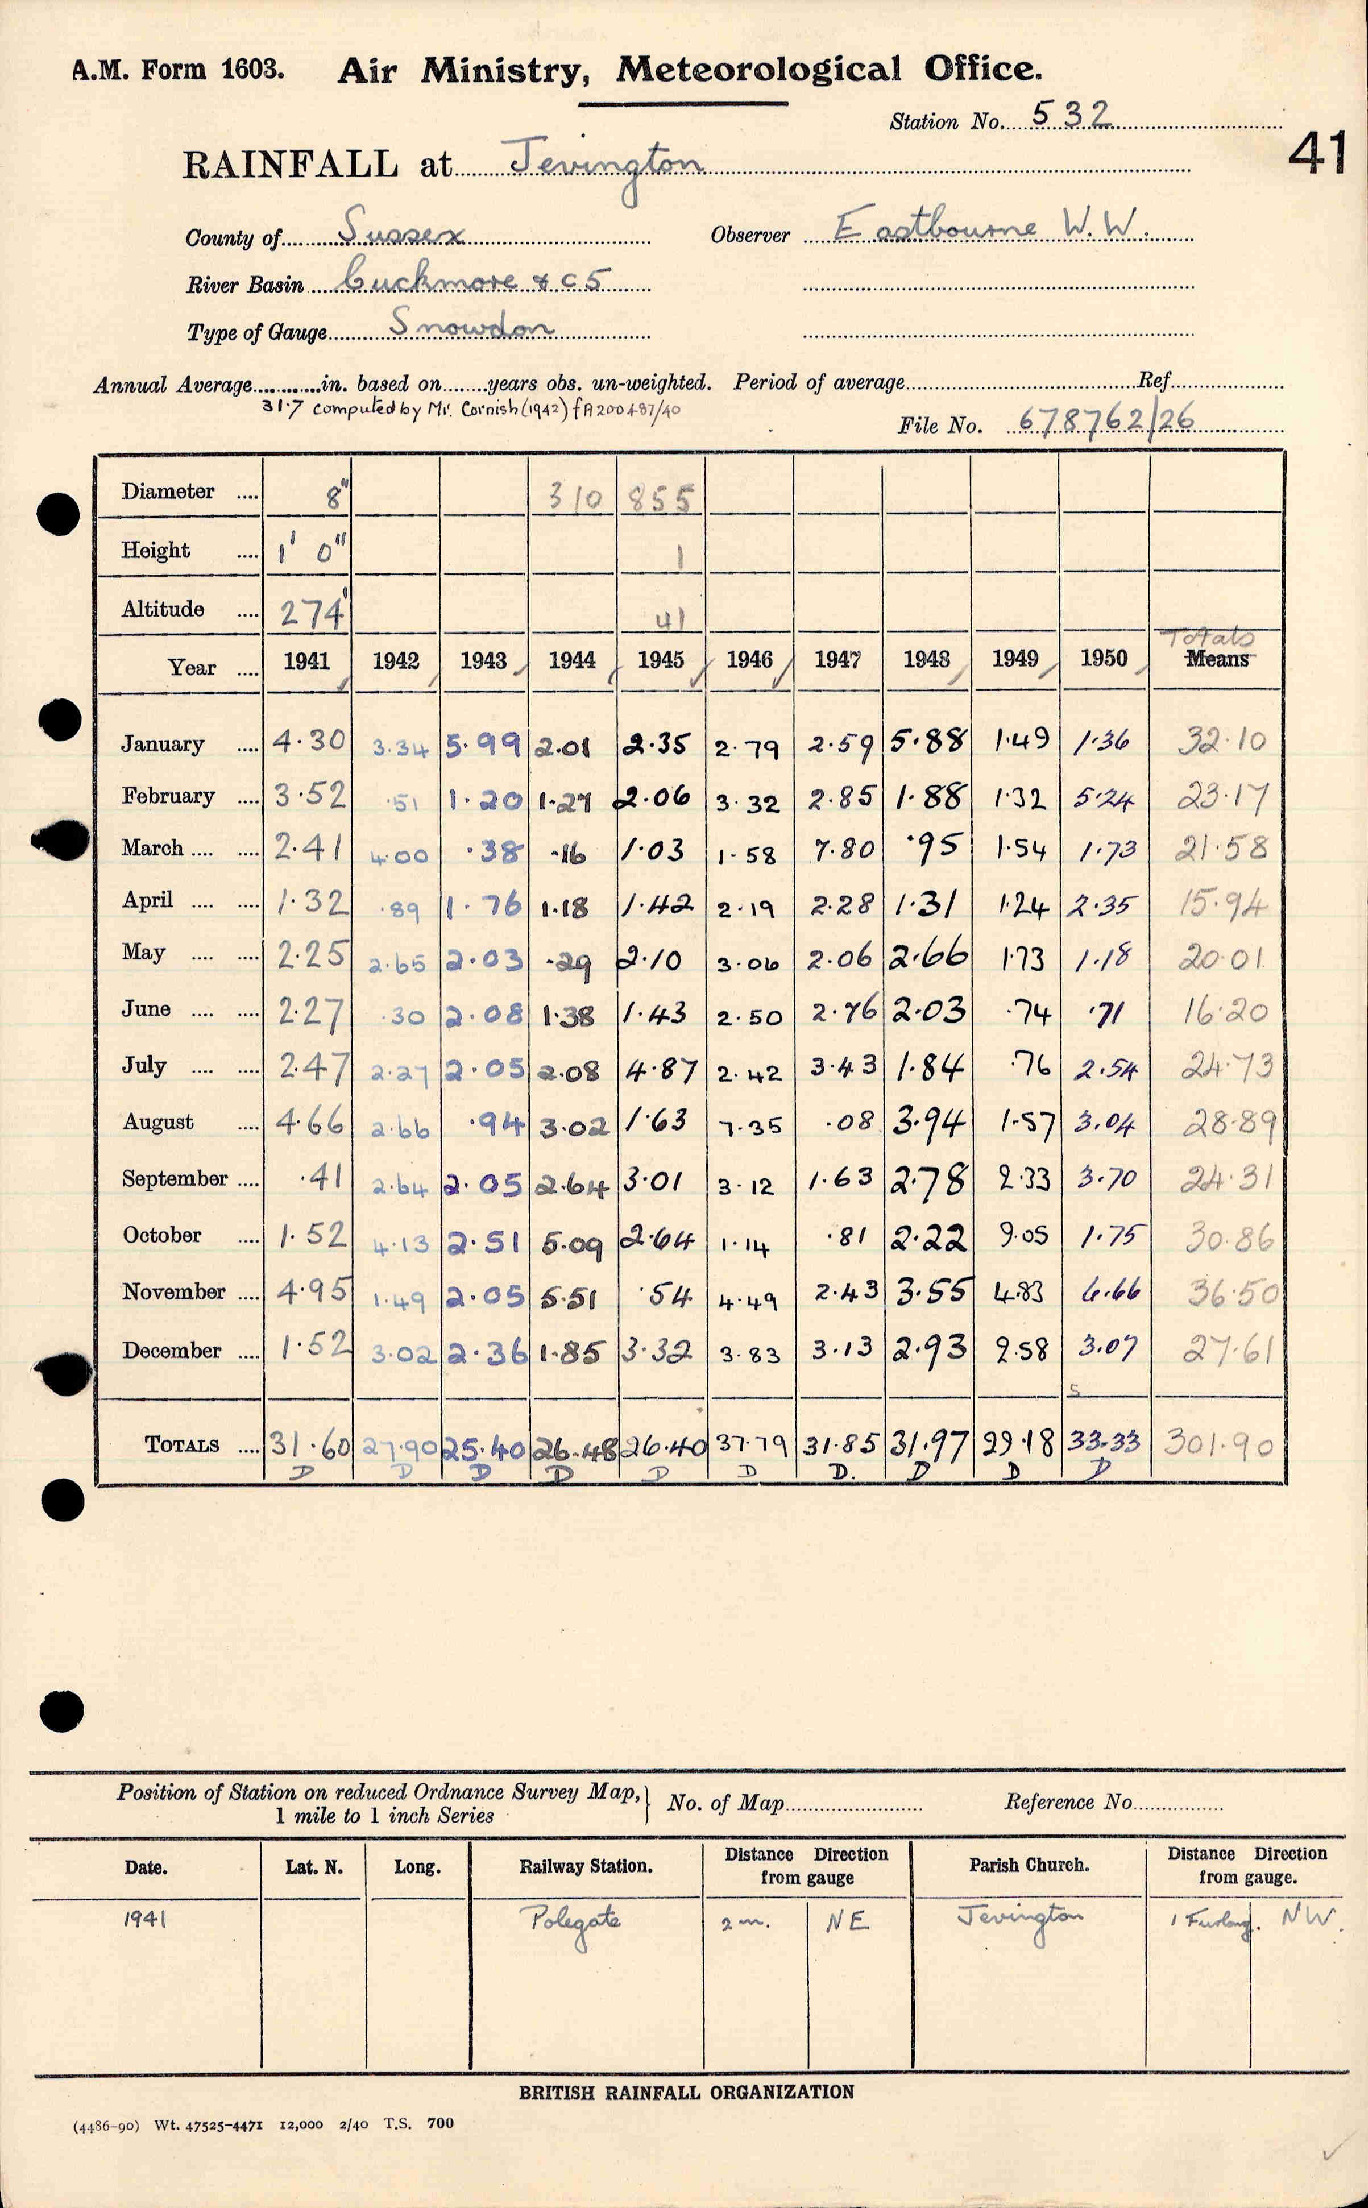 A.M. Form 1603. Air Ministry, Meteorological Office.
Station No. 532
41
RAINFALL at Jevington
County of Sussex Observer Eastbourne W.W.
River Basin Cuckmere & C5
Type of Gauge Snowdon
Annual Average in. based on years obs. un-weighted. Period of average Ref.
31.7 computed by Mr. Cornish (1942) f A200487/40
File No. 678762/26
Diameter 8" 310 855
Height 1' 0" 1
Altitude 274' 41
Totals
Year 1941 1942 1943 1944 1945 1946 1947 1948 1949 1950 Means
January 4.30 3.34 5.99 2.01 2.35 2.79 2.59 5.88 1.49 1.36 32.10
February 3.52 .51 1.20 1.27 2.06 3.32 2.85 1.88 1.32 5.24 23.17
March 2.41 4.00 .38 .16 1.03 1.58 7.80 .95 1.54 1.73 21.58
April 1.32 .89 1.76 1.18 1.42 2.19 2.28 1.31 1.24 2.35 15.94
May 2.25 2.65 2.03 .29 2.10 3.06 2.06 2.66 1.73 1.18 20.01
June 2.27 .30 2.08 1.38 1.43 2.50 2.76 2.03 .74 .71 16.20
July 2.47 2.27 2.05 2.08 4.87 2.42 3.43 1.84 .76 2.54 24.73
August 4.66 2.66 .94 3.02 1.63 7.35 .08 3.94 1.57 3.04 28.89
September .41 2.64 2.05 2.64 3.01 3.12 1.63 2.78 2.33 3.70 24.31
October 1.52 4.13 2.51 5.09 2.64 1.14 .81 2.22 9.05 1.75 30.86
November 4.95 1.49 2.05 5.51 .54 4.49 2.43 3.55 4.83 6.66 36.50
December 1.52 3.02 2.36 1.85 3.32 3.83 3.13 2.93 2.58 3.07 27.61
5
TOTALS 31.60 27.90 25.40 26.48 26.40 37.79 31.85 31.97 29.18 33.33 301.90
D D D D D D D. D D D
Position of Station on reduced Ordnance Survey Map, No. of Map Reference No
1 mile to 1 inch Series
Date. Lat. N. Long. Railway Station. Distance Direction from gauge Parish Church. Distance Direction from gauge.
1941 Polegate 2 m. NE Jevington 1 Furlong. NW.
BRITISH RAINFALL ORGANIZATION
(4486-90) Wt. 47525-4471 12,000 2/40 T.S. 700